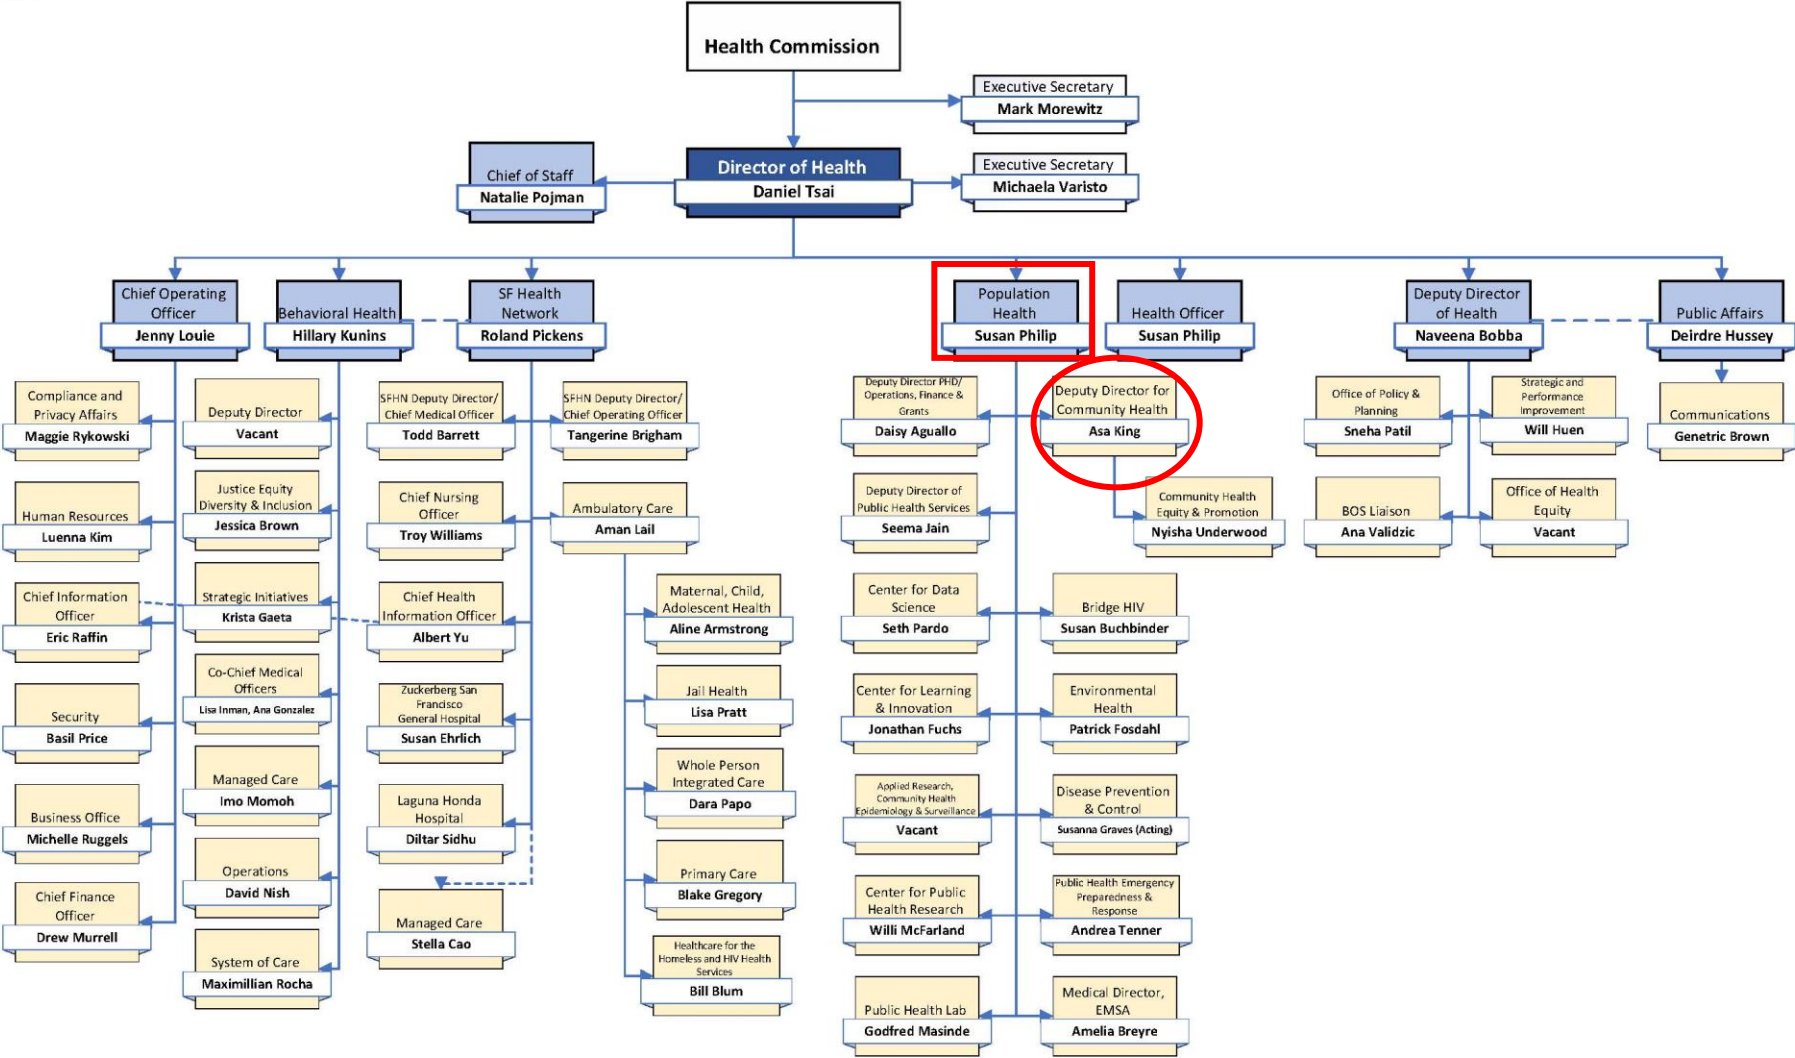 Health Commission
Executive Secretary
Mark Morewitz
Director of Health
Daniel Tsai
Chief of Staff
Natalie Pojman
Executive Secretary
Michaela Varisto
Chief Operating
Officer
Jenny Louie
Behavioral Health
Hillary Kunins
SF Health
Network
Roland Pickens
Population
Health
Susan Philip
Health Officer
Susan Philip
Deputy Director
of Health
Naveena Bobba
Public Affairs
Deirdre Hussey
Compliance and
Privacy Affairs
Maggie Rykowski
Human Resources
Luenna Kim
Chief Information
Officer
Eric Raffin
Security
Basil Price
Business Office
Michelle Ruggels
Chief Finance
Officer
Drew Murrell
Deputy Director
Vacant
Justice Equity
Diversity & Inclusion
Jessica Brown
Strategic Initiatives
Krista Gaeta
Co-Chief Medical
Officers
Lisa Inman, Ana Gonzalez
Managed Care
Imo Momoh
Operations
David Nish
System of Care
Maximillian Rocha
SFHN Deputy Director/
Chief Medical Officer
Todd Barrett
Chief Nursing
Officer
Troy Williams
Chief Health
Information Officer
Albert Yu
Zuckerberg San
Francisco
General Hospital
Susan Ehrlich
Laguna Honda
Hospital
Diltar Sidhu
Managed Care
Stella Cao
SFHN Deputy Director/
Chief Operating Officer
Tangerine Brigham
Ambulatory Care
Aman Lail
Maternal, Child,
Adolescent Health
Aline Armstrong
Jail Health
Lisa Pratt
Whole Person
Integrated Care
Dara Papo
Primary Care
Blake Gregory
Healthcare for the
Homeless and HIV Health
Services
Bill Blum
Deputy Director PHD/
Operations, Finance &
Grants
Daisy Aguallo
Deputy Director of
Public Health Services
Seema Jain
Center for Data
Science
Seth Pardo
Center for Learning
& Innovation
Jonathan Fuchs
Applied Research,
Community Health
Epidemiology & Surveillance
Vacant
Center for Public
Health Research
Willi McFarland
Public Health Lab
Godfred Masinde
Deputy Director for
Community Health
Asa King
Community Health
Equity & Promotion
Nyisha Underwood
Bridge HIV
Susan Buchbinder
Environmental
Health
Patrick Fosdahl
Disease Prevention
& Control
Susanna Graves (Acting)
Public Health Emergency
Preparedness &
Response
Andrea Tenner
Medical Director,
EMSA
Amelia Breyre
Office of Policy &
Planning
Sneha Patil
BOS Liaison
Ana Validzic
Strategic and
Performance
Improvement
Will Huen
Office of Health
Equity
Vacant
Communications
Genetric Brown